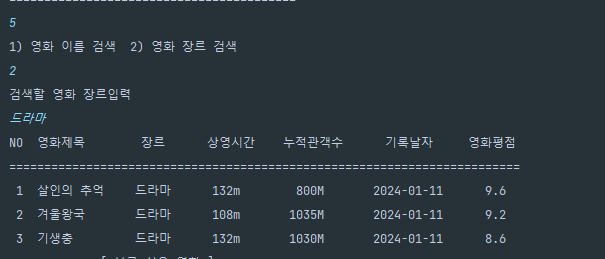 =========================================
5
1) 영화 이름 검색  2) 영화 장르 검색
2
검색할 영화 장르입력
드라마
NO 영화제목 장르 상영시간 누적관객수 기록날자 영화평점
=========================================================================
1 살인의 추억 드라마 132m 800M 2024-01-11 9.6
2 겨울왕국 드라마 108m 1035M 2024-01-11 9.2
3 기생충 드라마 132m 1030M 2024-01-11 8.6